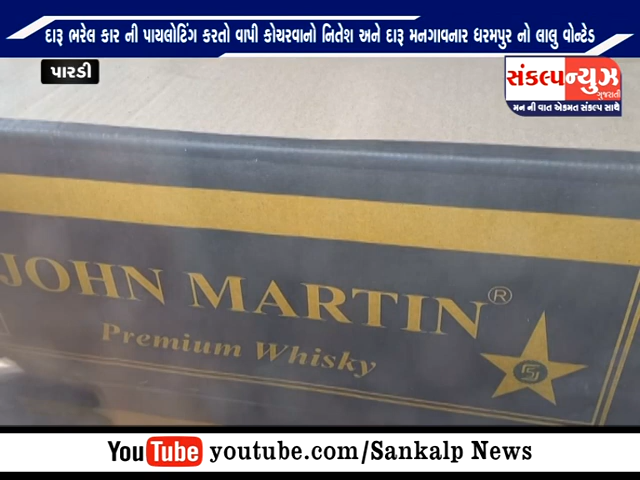 દારૂ ભરેલ કાર ની પાયલોટિંગ કરતો વાપી કોચરવાનો નિતેશ અને દારૂ મનગાવનાર ધરમપુર નો લાલુ વોન્ટેડ
પારડી
સંકલ્પન્યુઝ
ગુજરાતી
મન ની વાત એકમત સંકલ્પ સાથે
JOHN MARTIN®
Premium Whisky
YouTube youtube.com/Sankalp News